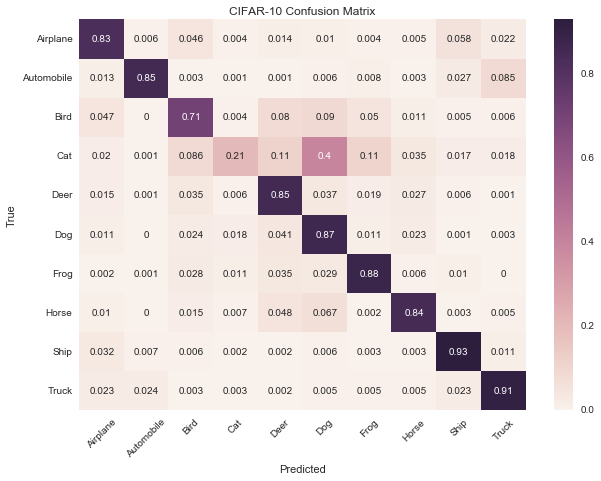 CIFAR-10 Confusion Matrix
Airplane 0.83 0.006 0.046 0.004 0.014 0.01 0.004 0.005 0.058 0.022
Automobile 0.013 0.85 0.003 0.001 0.001 0.006 0.008 0.003 0.027 0.085
Bird 0.047 0 0.71 0.004 0.08 0.09 0.05 0.011 0.005 0.006
Cat 0.02 0.001 0.086 0.21 0.11 0.4 0.11 0.035 0.017 0.018
Deer 0.015 0.001 0.035 0.006 0.85 0.037 0.019 0.027 0.006 0.001
Dog 0.011 0 0.024 0.018 0.041 0.87 0.011 0.023 0.001 0.003
Frog 0.002 0.001 0.028 0.011 0.035 0.029 0.88 0.006 0.01 0
Horse 0.01 0 0.015 0.007 0.048 0.067 0.002 0.84 0.003 0.005
Ship 0.032 0.007 0.006 0.002 0.002 0.006 0.003 0.003 0.93 0.011
Truck 0.023 0.024 0.003 0.003 0.002 0.005 0.005 0.005 0.023 0.91
Airplane Automobile Bird Cat Deer Dog Frog Horse Ship Truck
Predicted
True
0.8
0.6
0.4
0.2
0.0